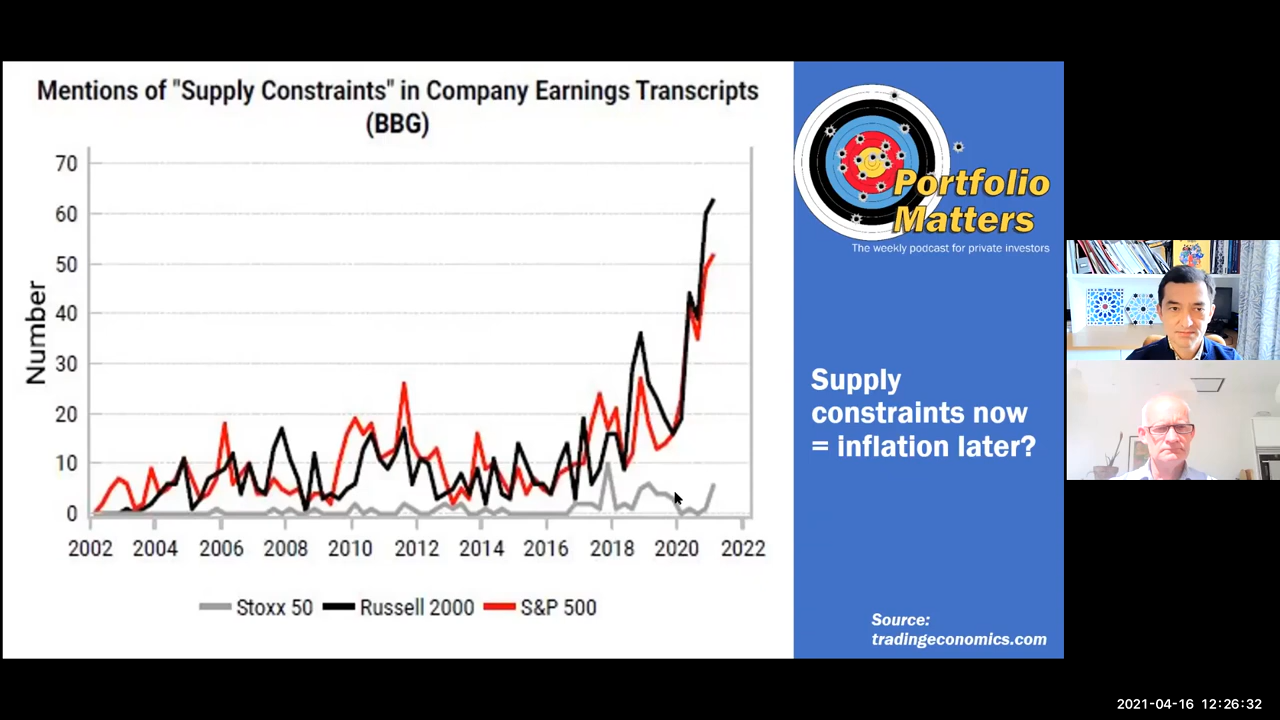 Mentions of "Supply Constraints" in Company Earnings Transcripts
(BBG)
Number
70
60
50
40
30
20
10
0
2002 2004 2006 2008 2010 2012 2014 2016 2018 2020 2022
Stoxx 50 Russell 2000 S&P 500
Portfolio
Matters
The weekly podcast for private investors
Supply
constraints now
= inflation later?
Source:
tradingeconomics.com
2021-04-16 12:26:32